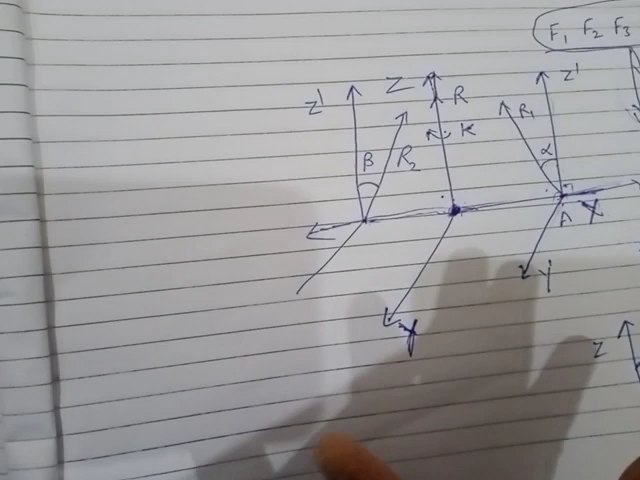 F₁ F₂ F₃
Z' Z R Z'
K R₁
β R₂ α
A X
Y'
Y
Z